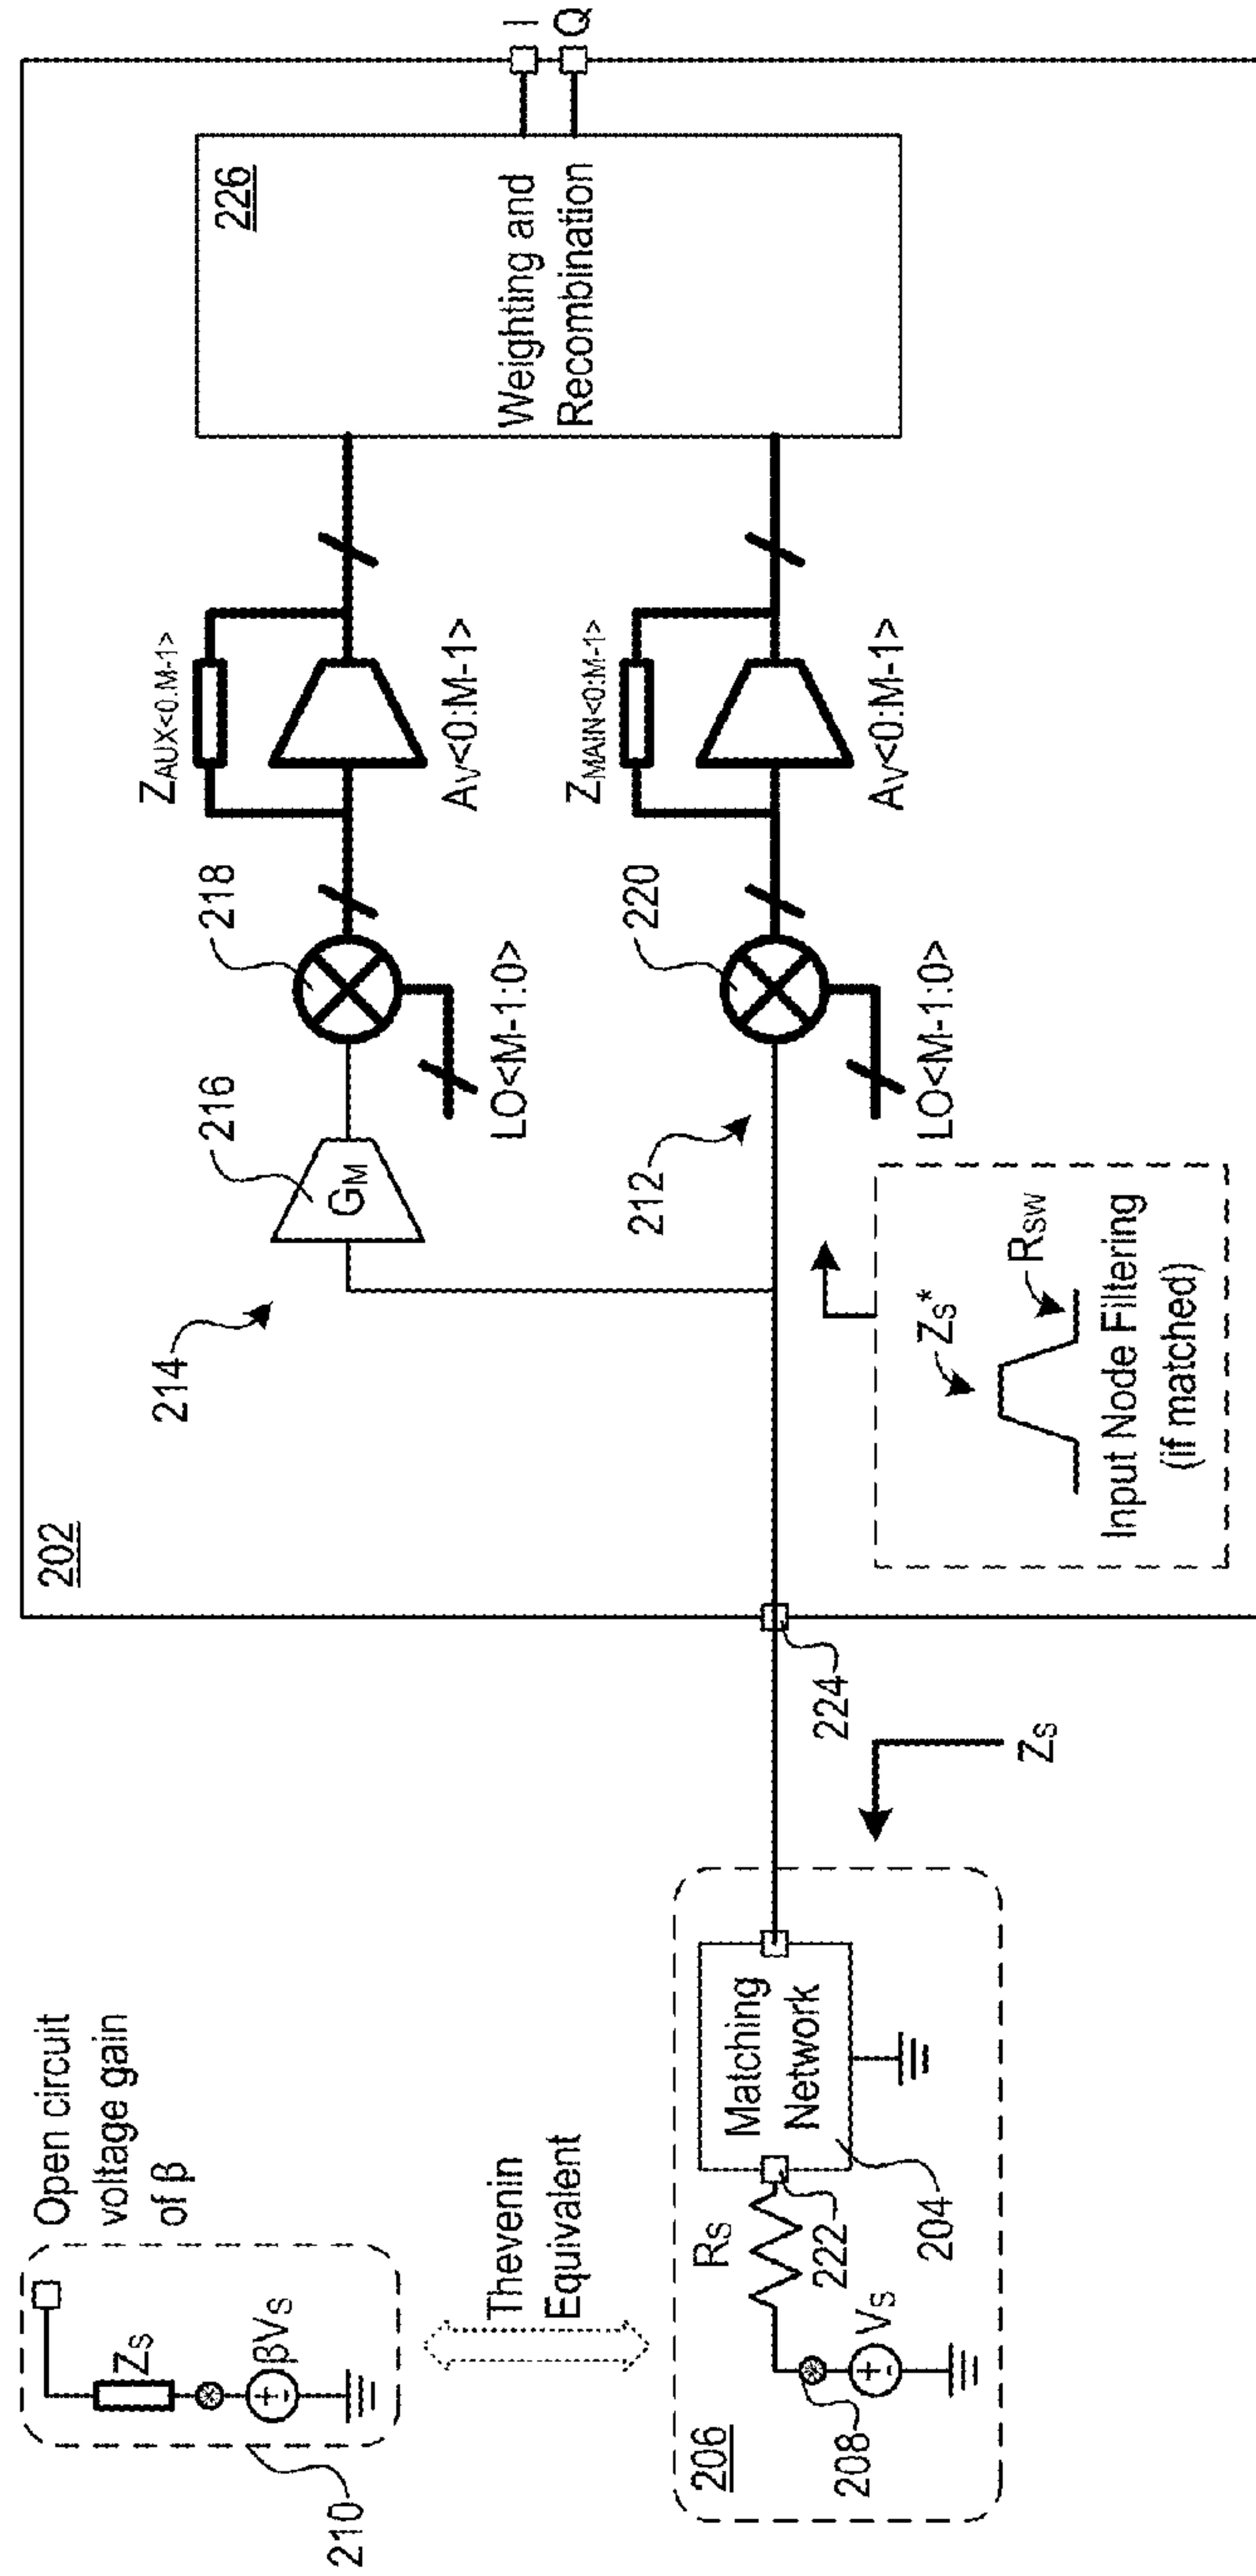 Open circuit
voltage gain
of β
ZS
βVS
210
Thevenin
Equivalent
206
RS
VS
208
222
204
Matching
Network
ZS
224
202
214
216
GM
218
LO<M-1:0>
ZAUX<0:M-1>
AV<0:M-1>
212
220
LO<M-1:0>
ZMAIN<0:M-1>
AV<0:M-1>
ZS*
RSW
Input Node Filtering
(if matched)
226
Weighting and
Recombination
I
Q